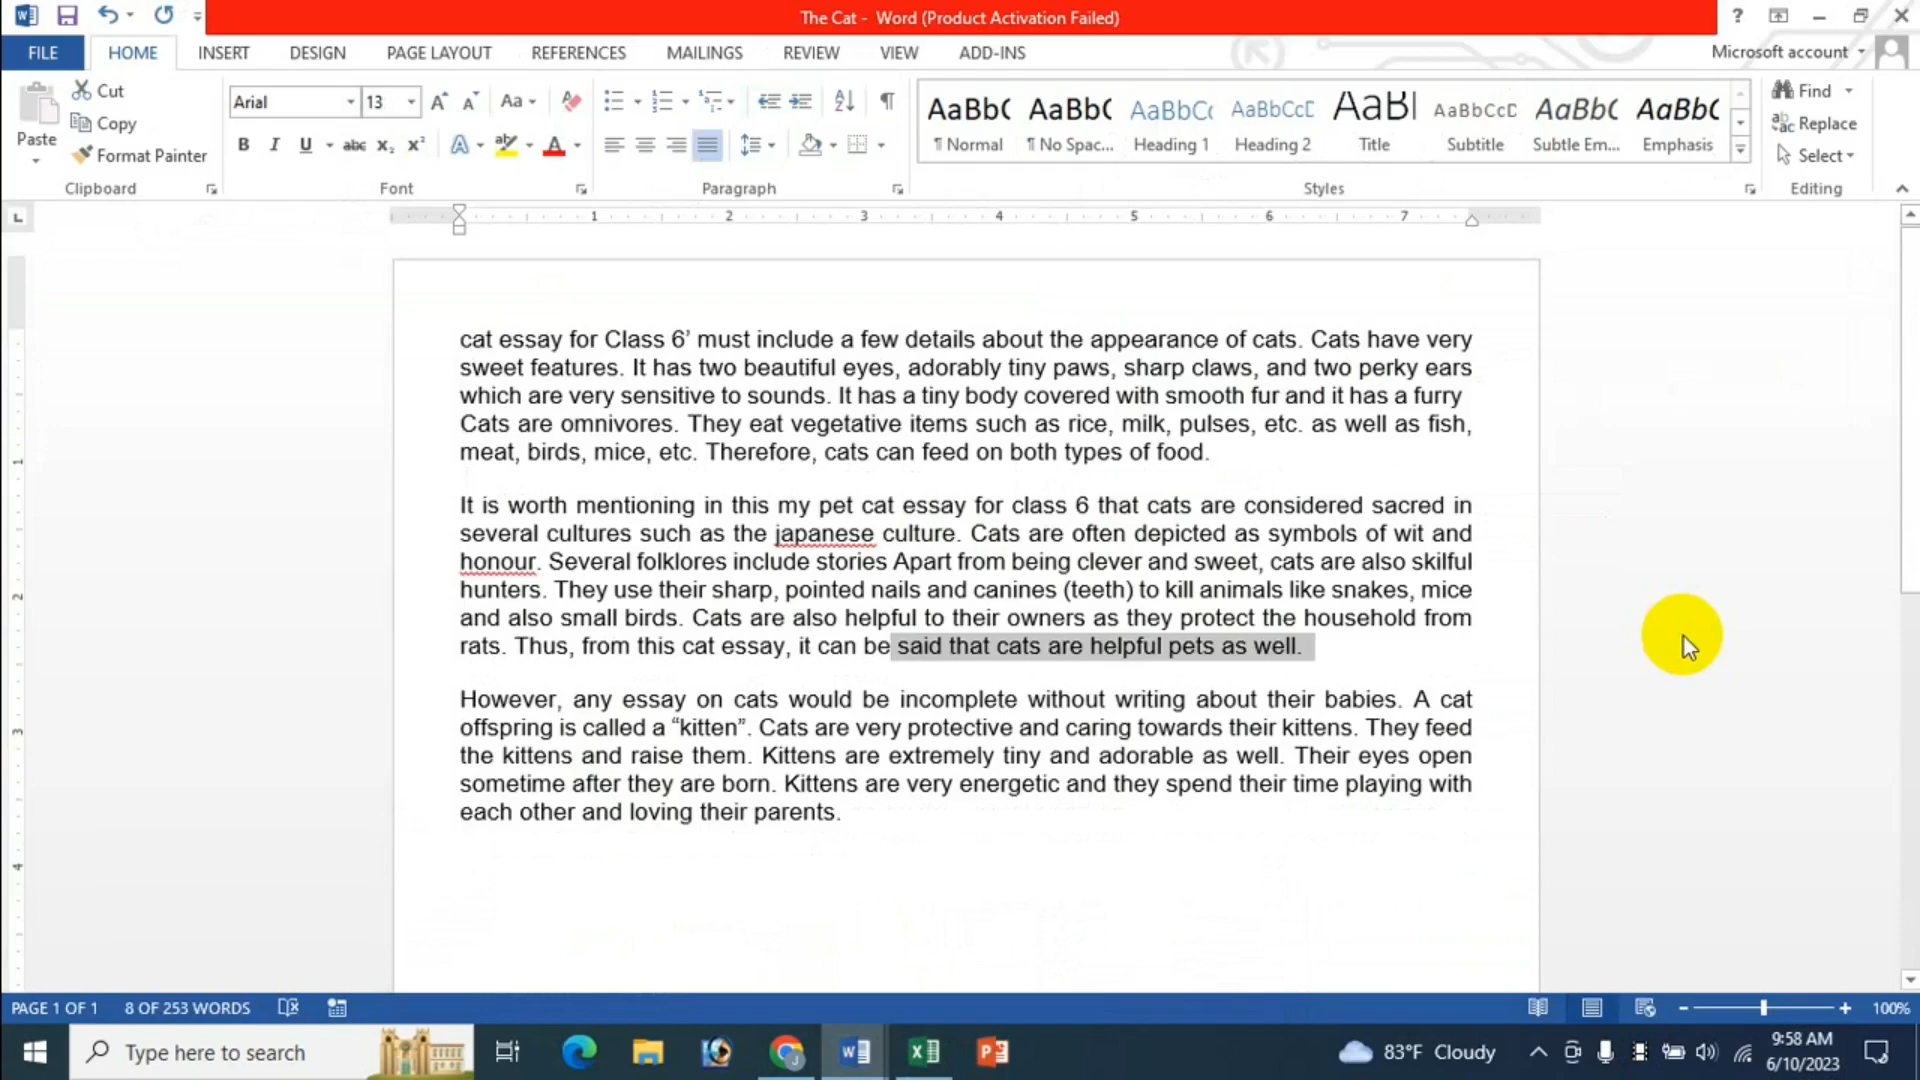 The Cat - Word (Product Activation Failed)
FILE HOME INSERT DESIGN PAGE LAYOUT REFERENCES MAILINGS REVIEW VIEW ADD-INS Microsoft account
Paste
Cut
Copy
Format Painter
Clipboard
Arial 13
Font
Paragraph
AaBbC AaBbC AaBbCc AaBbCcD AaBl AaBbCcD AaBbC AaBbC
¶ Normal ¶ No Spac... Heading 1 Heading 2 Title Subtitle Subtle Em... Emphasis
Styles
Find
Replace
Select
Editing
1 2 3 4 5 6 7
cat essay for Class 6’ must include a few details about the appearance of cats. Cats have very
sweet features. It has two beautiful eyes, adorably tiny paws, sharp claws, and two perky ears
which are very sensitive to sounds. It has a tiny body covered with smooth fur and it has a furry
Cats are omnivores. They eat vegetative items such as rice, milk, pulses, etc. as well as fish,
meat, birds, mice, etc. Therefore, cats can feed on both types of food.
It is worth mentioning in this my pet cat essay for class 6 that cats are considered sacred in
several cultures such as the japanese culture. Cats are often depicted as symbols of wit and
honour. Several folklores include stories Apart from being clever and sweet, cats are also skilful
hunters. They use their sharp, pointed nails and canines (teeth) to kill animals like snakes, mice
and also small birds. Cats are also helpful to their owners as they protect the household from
rats. Thus, from this cat essay, it can be said that cats are helpful pets as well.
However, any essay on cats would be incomplete without writing about their babies. A cat
offspring is called a “kitten”. Cats are very protective and caring towards their kittens. They feed
the kittens and raise them. Kittens are extremely tiny and adorable as well. Their eyes open
sometime after they are born. Kittens are very energetic and they spend their time playing with
each other and loving their parents.
PAGE 1 OF 1 8 OF 253 WORDS 100%
Type here to search
83°F Cloudy
9:58 AM
6/10/2023